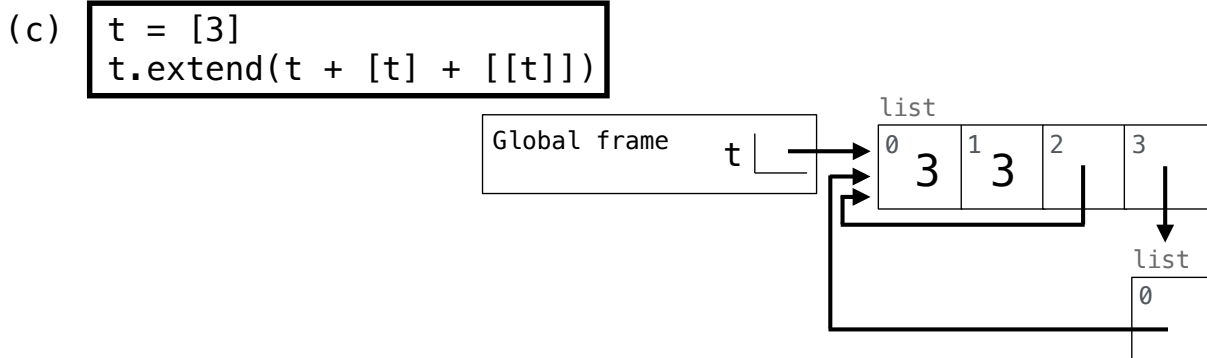 (c) t = [3]
t.extend(t + [t] + [[t]])
list
Global frame t
0 3 1 3 2 3
list
0